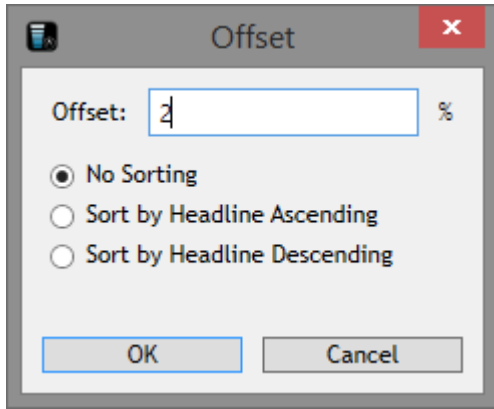 Offset
Offset: 2 %
No Sorting
Sort by Headline Ascending
Sort by Headline Descending
OK Cancel